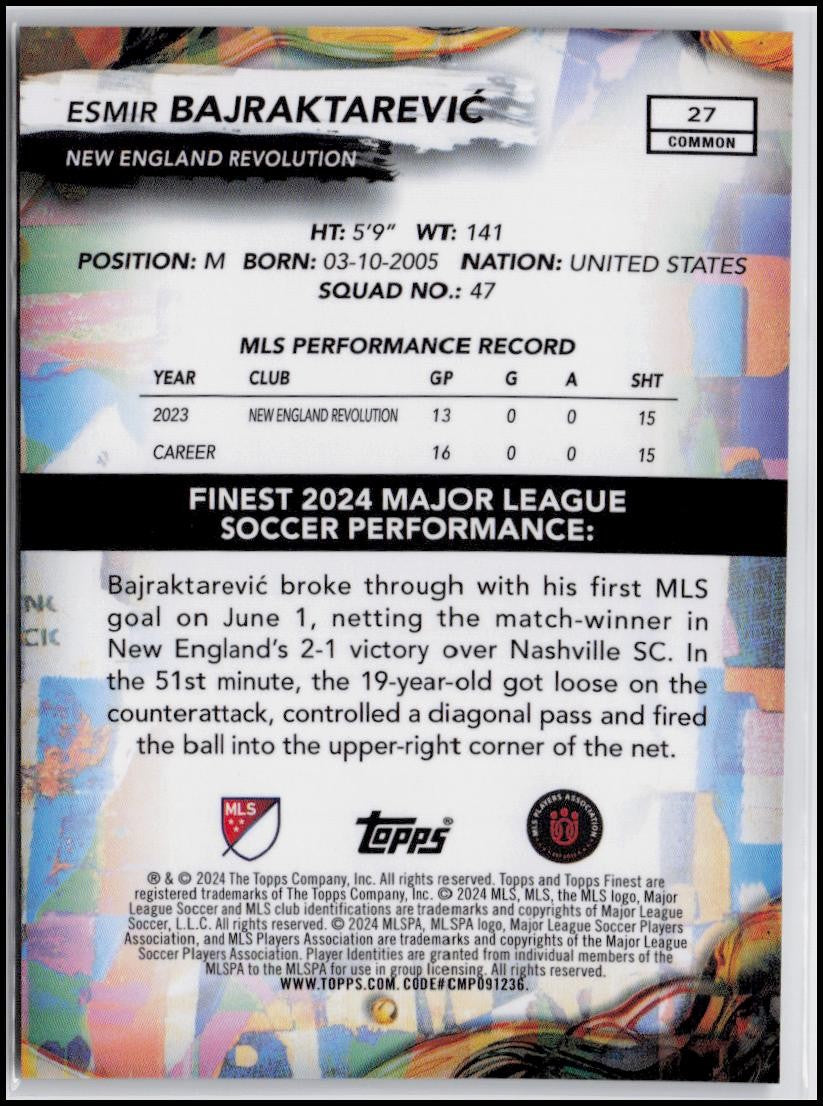 ESMIR BAJRAKTAREVIĆ
NEW ENGLAND REVOLUTION
27
COMMON
HT: 5'9" WT: 141
POSITION: M BORN: 03-10-2005 NATION: UNITED STATES
SQUAD NO.: 47
MLS PERFORMANCE RECORD
YEAR CLUB GP G A SHT
2023 NEW ENGLAND REVOLUTION 13 0 0 15
CAREER 16 0 0 15
FINEST 2024 MAJOR LEAGUE
SOCCER PERFORMANCE:
Bajraktarević broke through with his first MLS
goal on June 1, netting the match-winner in
New England's 2-1 victory over Nashville SC. In
the 51st minute, the 19-year-old got loose on the
counterattack, controlled a diagonal pass and fired
the ball into the upper-right corner of the net.
MLS
Topps®
MLS PLAYERS ASSOCIATION
® & © 2024 The Topps Company, Inc. All rights reserved. Topps and Topps Finest are
registered trademarks of The Topps Company, Inc. © 2024 MLS, MLS, the MLS logo, Major
League Soccer and MLS club identifications are trademarks and copyrights of Major League
Soccer, L.L.C. All rights reserved. © 2024 MLSPA, MLSPA logo, Major League Soccer Players
Association, and MLS Players Association are trademarks and copyrights of the Major League
Soccer Players Association. Player Identities are granted from individual members of the
MLSPA to the MLSPA for use in group licensing. All rights reserved.
WWW.TOPPS.COM. CODE#CMP091236.